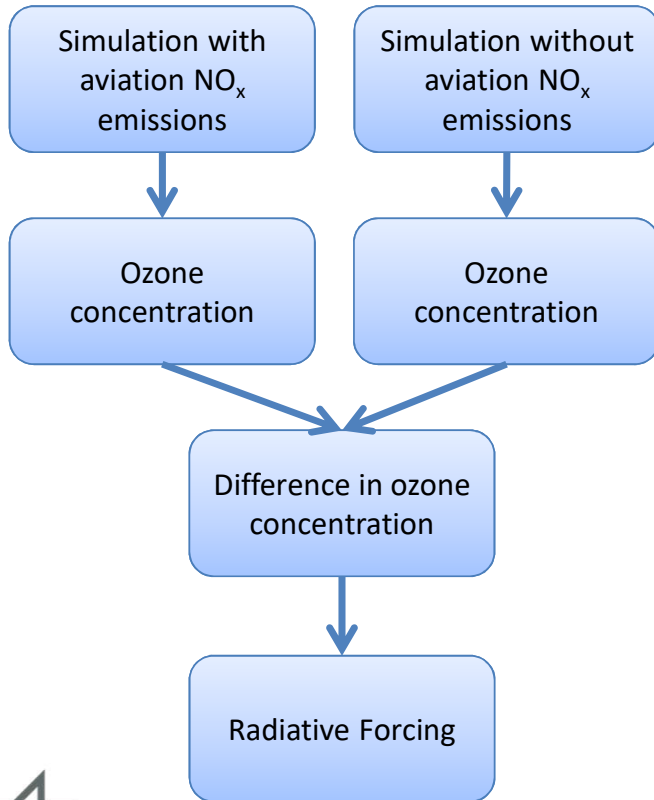 Simulation with
aviation NOx
emissions
Simulation without
aviation NOx
emissions
Ozone
concentration
Ozone
concentration
Difference in ozone
concentration
Radiative Forcing